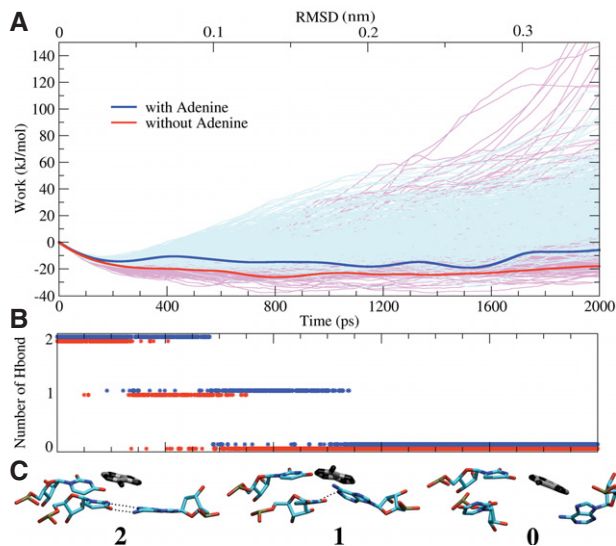 A
RMSD (nm)
0 0.1 0.2 0.3
140
120
100
80
60
40
20
0
-20
-40
Work (kJ/mol)
with Adenine
without Adenine
0 400 800 1200 1600 2000
Time (ps)
B
2
1
0
Number of Hbond
C
2 1 0